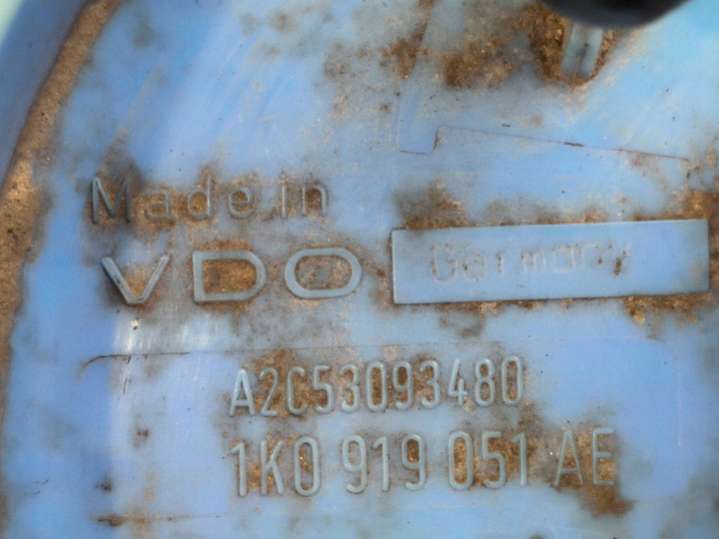 Made in
VDO Germany
A2C53093480
1K0 919 051 AE